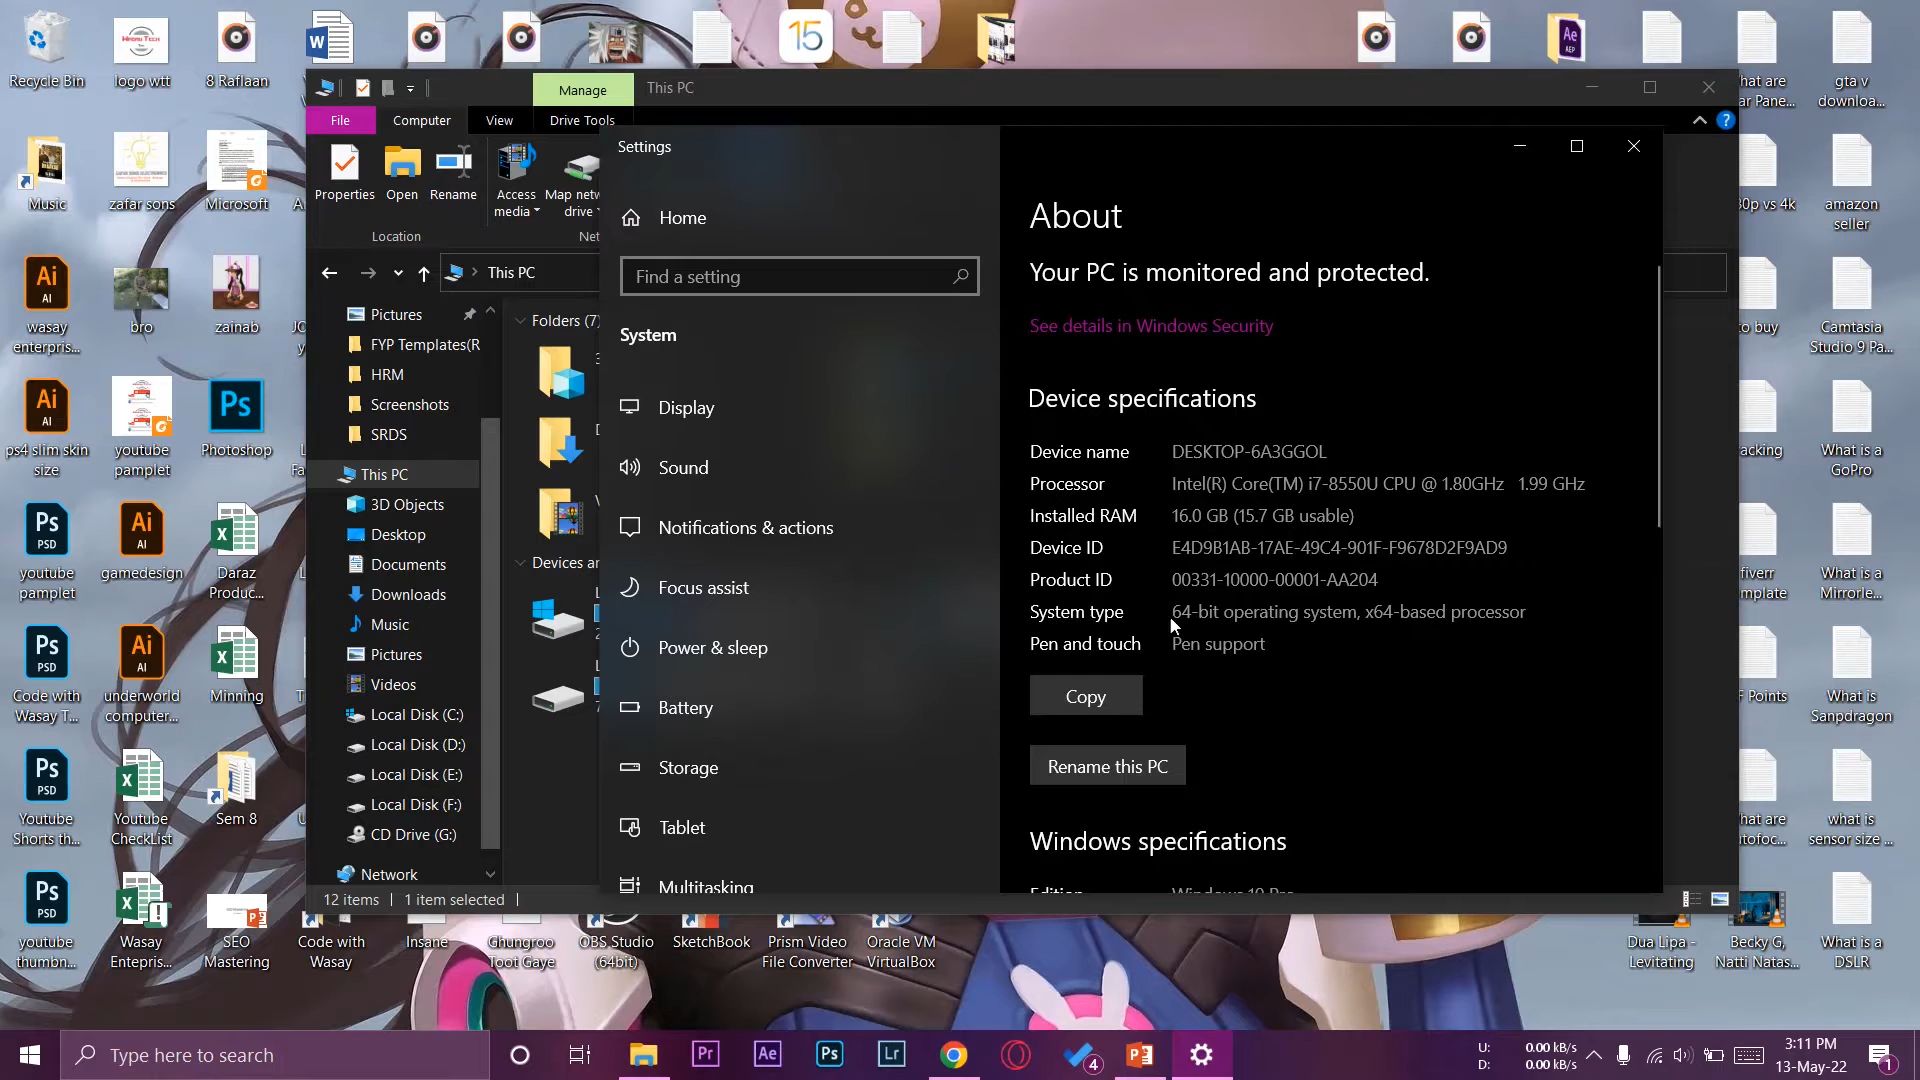 Recycle Bin
logo wtt
8 Raflaan
15
Manage
This PC
File
Computer
View
Drive Tools
Properties
Open
Rename
Access
media
Map netw
drive
Location
Net
This PC
Music
zafar sons
Microsoft
wasay
enterpris...
bro
zainab
ps4 slim skin
size
youtube
pamplet
Photoshop
youtube
pamplet
gamedesign
Daraz
Produc...
Code with
Wasay T...
underworld
computer...
Minning
Youtube
Shorts th...
Youtube
CheckList
Sem 8
youtube
thumbn...
Wasay
Entepris...
SEO
Mastering
Pictures
FYP Templates(R
HRM
Screenshots
SRDS
This PC
3D Objects
Desktop
Documents
Downloads
Music
Pictures
Videos
Local Disk (C:)
Local Disk (D:)
Local Disk (E:)
Local Disk (F:)
CD Drive (G:)
Network
12 items
1 item selected
Folders (7)
Devices ar
Settings
Home
Find a setting
System
Display
Sound
Notifications & actions
Focus assist
Power & sleep
Battery
Storage
Tablet
Multitasking
About
Your PC is monitored and protected.
See details in Windows Security
Device specifications
Device name DESKTOP-6A3GGOL
Processor Intel(R) Core(TM) i7-8550U CPU @ 1.80GHz 1.99 GHz
Installed RAM 16.0 GB (15.7 GB usable)
Device ID E4D9B1AB-17AE-49C4-901F-F9678D2F9AD9
Product ID 00331-10000-00001-AA204
System type 64-bit operating system, x64-based processor
Pen and touch Pen support
Copy
Rename this PC
Windows specifications
Edition Windows 10 Pro
hat are
ar Pane...
gta v
downloa...
30p vs 4k
amazon
seller
to buy
Camtasia
Studio 9 Pa...
acking
What is a
GoPro
fiverr
mplate
What is a
Mirrorle...
F Points
What is
Sanpdragon
hat are
utofoc...
what is
sensor size ...
Code with
Wasay
Insane
Ghungroo
Toot Gaye
OBS Studio
(64bit)
SketchBook
Prism Video
File Converter
Oracle VM
VirtualBox
Dua Lipa -
Levitating
Becky G,
Natti Natas...
What is a
DSLR
Type here to search
Pr
Ae
Ps
Lr
4
U: 0.00 kB/s
D: 0.00 kB/s
3:11 PM
13-May-22
1